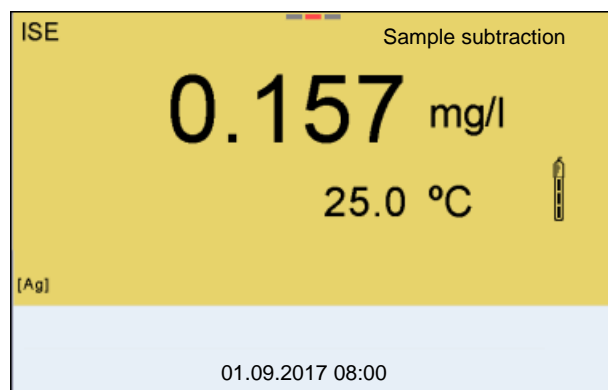 ISE
Sample subtraction
0.157 mg/l
25.0 ºC
[Ag]
01.09.2017 08:00